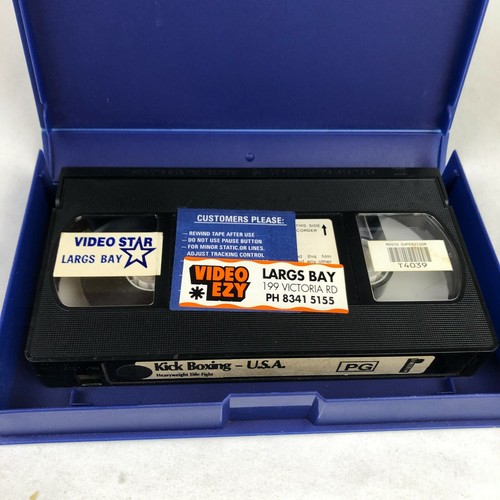 VIDEO STAR
LARGS BAY
CUSTOMERS PLEASE:
– REWIND TAPE AFTER USE
– DO NOT USE PAUSE BUTTON
– FOR MINOR STATIC OR LINES,
ADJUST TRACKING CONTROL
THIS SIDE
VIDEO
EZY
LARGS BAY
199 VICTORIA RD
PH 8341 5155
T4039
Kick Boxing – U.S.A.
Heavyweight Title Fight
PG